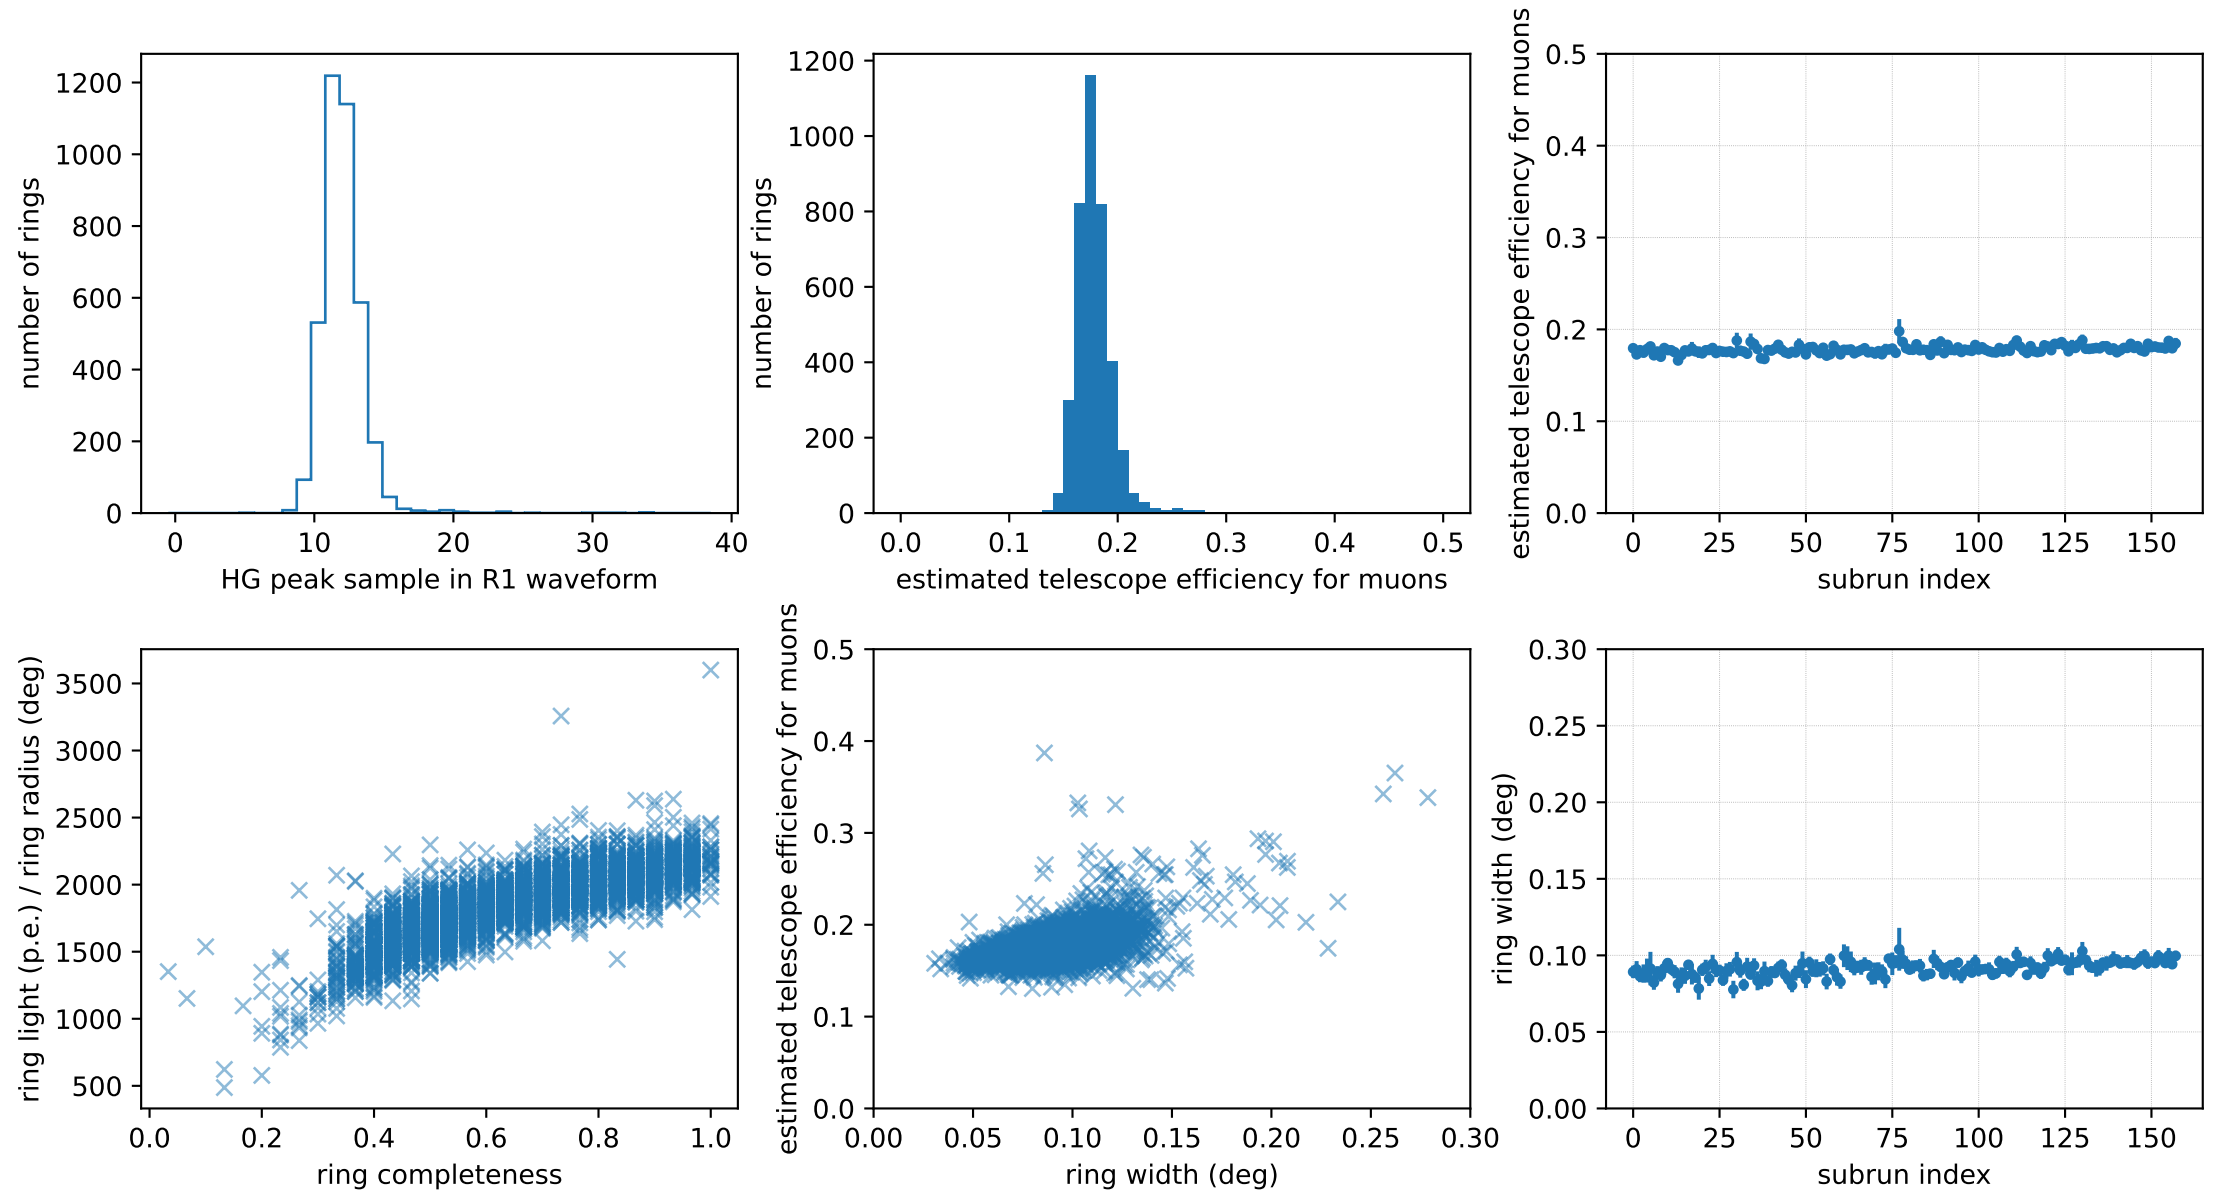 number of rings
1200
1000
800
600
400
200
0
0 10 20 30 40
HG peak sample in R1 waveform
number of rings
1200
1000
800
600
400
200
0
0.0 0.1 0.2 0.3 0.4 0.5
estimated telescope efficiency for muons
estimated telescope efficiency for muons
0.5
0.4
0.3
0.2
0.1
0.0
0 25 50 75 100 125 150
subrun index
ring light (p.e.) / ring radius (deg)
3500
3000
2500
2000
1500
1000
500
0.0 0.2 0.4 0.6 0.8 1.0
ring completeness
estimated telescope efficiency for muons
0.5
0.4
0.3
0.2
0.1
0.0
0.00 0.05 0.10 0.15 0.20 0.25 0.30
ring width (deg)
ring width (deg)
0.30
0.25
0.20
0.15
0.10
0.05
0.00
0 25 50 75 100 125 150
subrun index